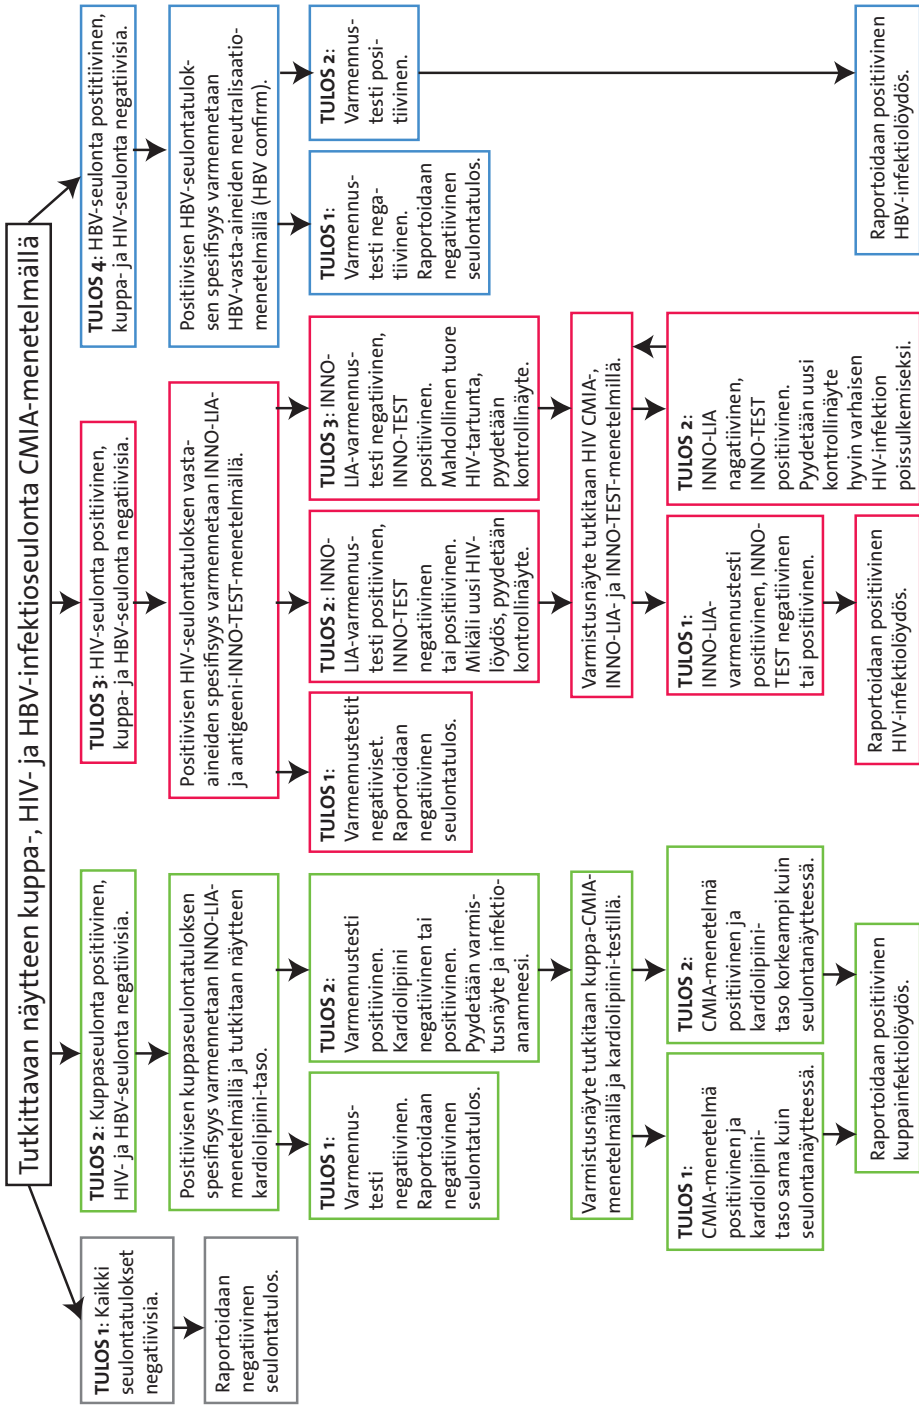 Tutkittavan näytteen kuppa-, HIV- ja HBV-infektioseulonta CMIA-menetelmällä
TULOS 1: Kaikki
seulontatulokset
negatiivisia.
Raportoidaan
negatiivinen
seulontatulos.
TULOS 2: Kuppaseulonta positiivinen,
HIV- ja HBV-seulonta negatiivisia.
Positiivisen kuppaseulontatuloksen
spesifisyys varmennetaan INNO-LIA-
menetelmällä ja tutkitaan näytteen
kardiolipiini-taso.
TULOS 1:
Varmennus-
testi
negatiivinen.
Raportoidaan
negatiivinen
seulontatulos.
TULOS 2:
Varmennustesti
positiivinen.
Kardiolipiini
negatiivinen tai
positiivinen.
Pyydetään varmis-
tusnäyte ja infektio-
anamneesi.
Varmistusnäyte tutkitaan kuppa-CMIA-
menetelmällä ja kardiolipiini-testillä.
TULOS 1:
CMIA-menetelmä
positiivinen ja
kardiolipiini-
taso sama kuin
seulontanäytteessä.
TULOS 2:
CMIA-menetelmä
positiivinen ja
kardiolipiini-
taso korkeampi kuin
seulontanäytteessä.
Raportoidaan positiivinen
kuppainfektiolöydös.
TULOS 3: HIV-seulonta positiivinen,
kuppa- ja HBV-seulonta negatiivisia.
Positiivisen HIV-seulontatuloksen vasta-
aineiden spesifisyys varmennetaan INNO-LIA-
ja antigeeni-INNO-TEST-menetelmällä.
TULOS 1:
Varmennustestit
negatiiviset.
Raportoidaan
negatiivinen
seulontatulos.
TULOS 2: INNO-
LIA-varmennus-
testi positiivinen,
INNO-TEST
negatiivinen
tai positiivinen.
Mikäli uusi HIV-
löydös, pyydetään
kontrollinäyte.
TULOS 3: INNO-
LIA-varmennus-
testi negatiivinen,
INNO-TEST
positiivinen.
Mahdollinen tuore
HIV-tartunta,
pyydetään
kontrollinäyte.
Varmistusnäyte tutkitaan HIV CMIA-,
INNO-LIA- ja INNO-TEST-menetelmillä.
TULOS 1:
INNO-LIA-
varmennustesti
positiivinen, INNO-
TEST negatiivinen
tai positiivinen.
TULOS 2:
INNO-LIA
nagatiivinen,
INNO-TEST
positiivinen.
Pyydetään uusi
kontrollinäyte
hyvin varhaisen
HIV-infektion
poissulkemiseksi.
Raportoidaan positiivinen
HIV-infektiolöydös.
TULOS 4: HBV-seulonta postiivinen,
kuppa- ja HIV-seulonta negatiivisia.
Positiivisen HBV-seulontatulok-
sen spesifisyys varmennetaan
HBV-vasta-aineiden neutralisaatio-
menetelmällä (HBV confirm).
TULOS 1:
Varmennus-
testi nega-
tiivinen.
Raportoidaan
negatiivinen
seulontatulos.
TULOS 2:
Varmennus-
testi posi-
tiivinen.
Raportoidaan positiivinen
HBV-infektiolöydös.